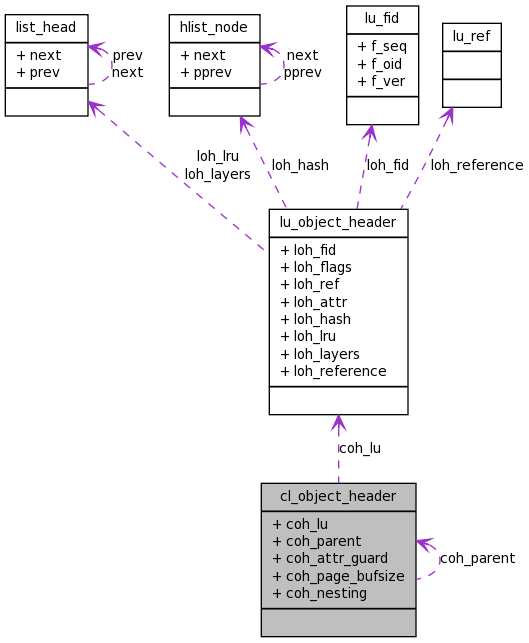 list_head
+ next
+ prev
prev
next
hlist_node
+ next
+ pprev
next
pprev
lu_fid
+ f_seq
+ f_oid
+ f_ver
lu_ref
loh_lru
loh_layers
loh_hash
loh_fid
loh_reference
lu_object_header
+ loh_fid
+ loh_flags
+ loh_ref
+ loh_attr
+ loh_hash
+ loh_lru
+ loh_layers
+ loh_reference
coh_lu
cl_object_header
+ coh_lu
+ coh_parent
+ coh_attr_guard
+ coh_page_bufsize
+ coh_nesting
coh_parent